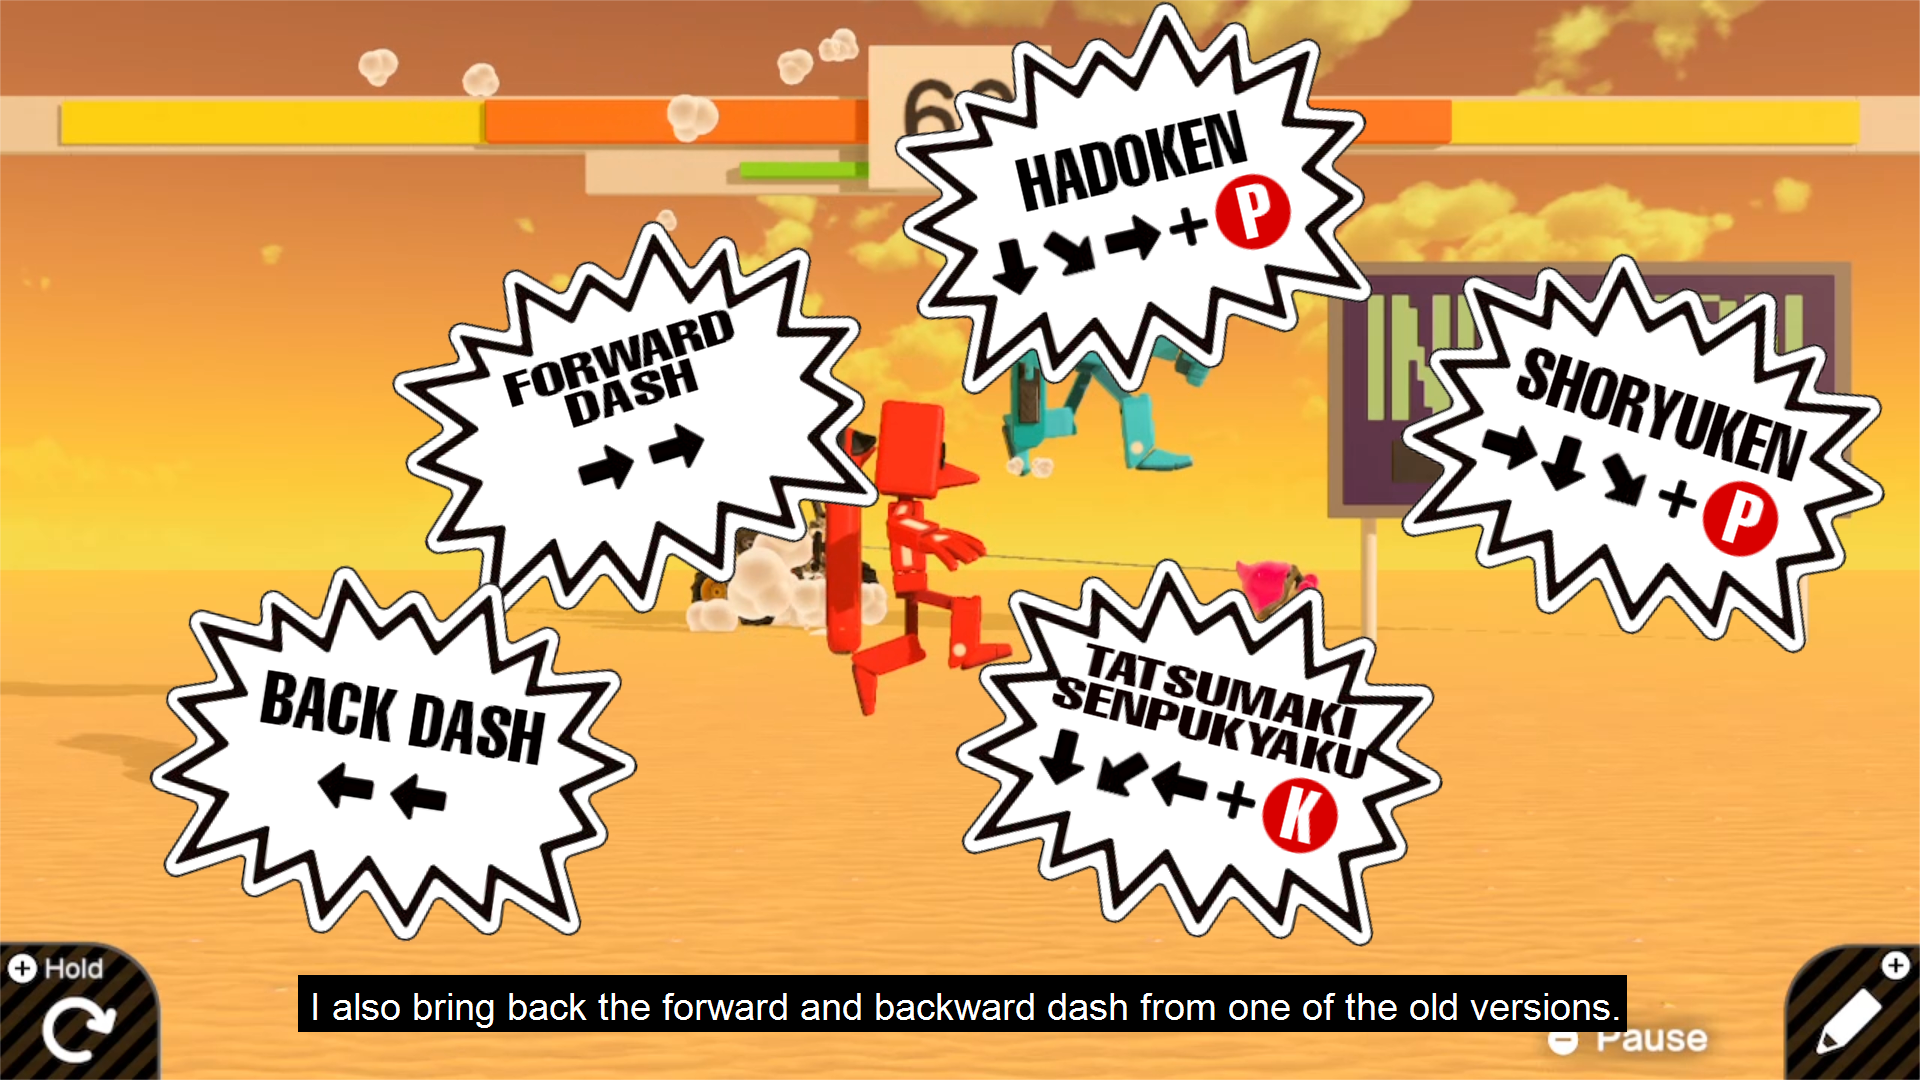 HADOKEN
↓↘→+P
FORWARD
DASH
→→
SHORYUKEN
→↓↘+P
TATSUMAKI
SENPUKYAKU
↓↙←+K
BACK DASH
←←
Hold
I also bring back the forward and backward dash from one of the old versions.
Pause